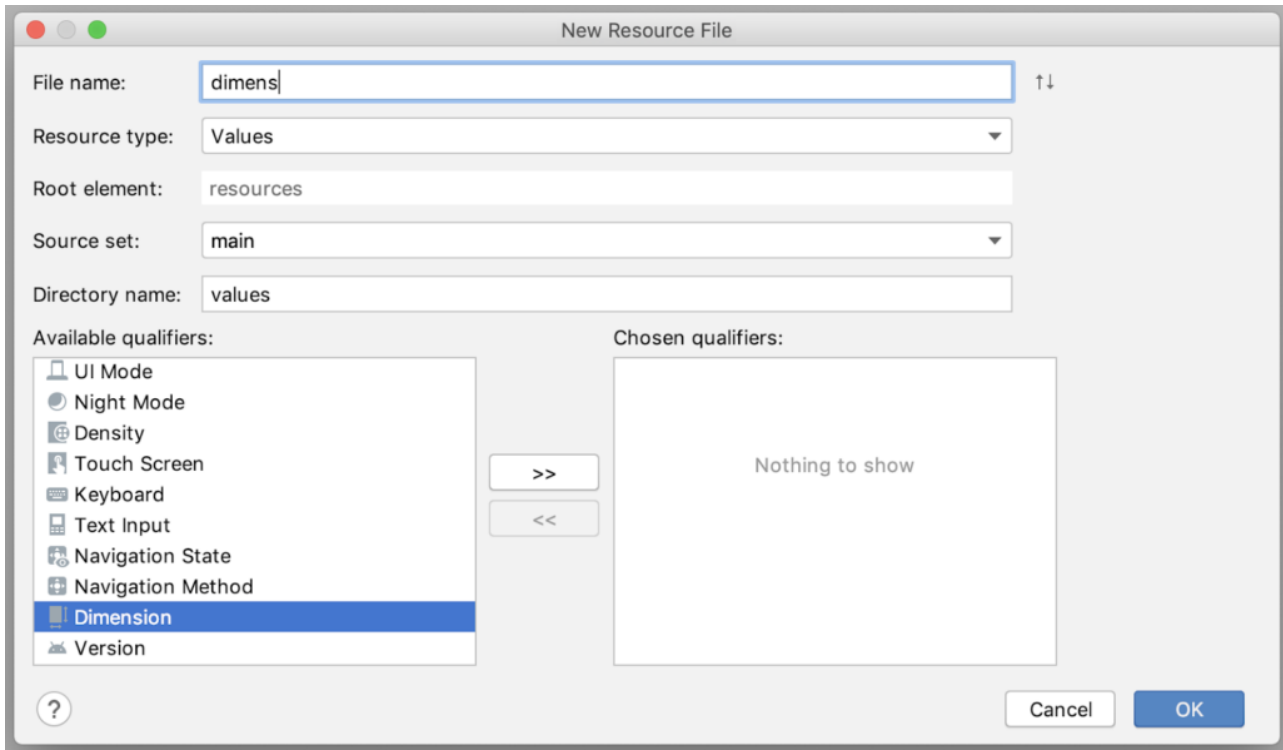 New Resource File
File name: dimens
Resource type: Values
Root element: resources
Source set: main
Directory name: values
Available qualifiers:
UI Mode
Night Mode
Density
Touch Screen
Keyboard
Text Input
Navigation State
Navigation Method
Dimension
Version
>>
<<
Chosen qualifiers:
Nothing to show
?
Cancel
OK